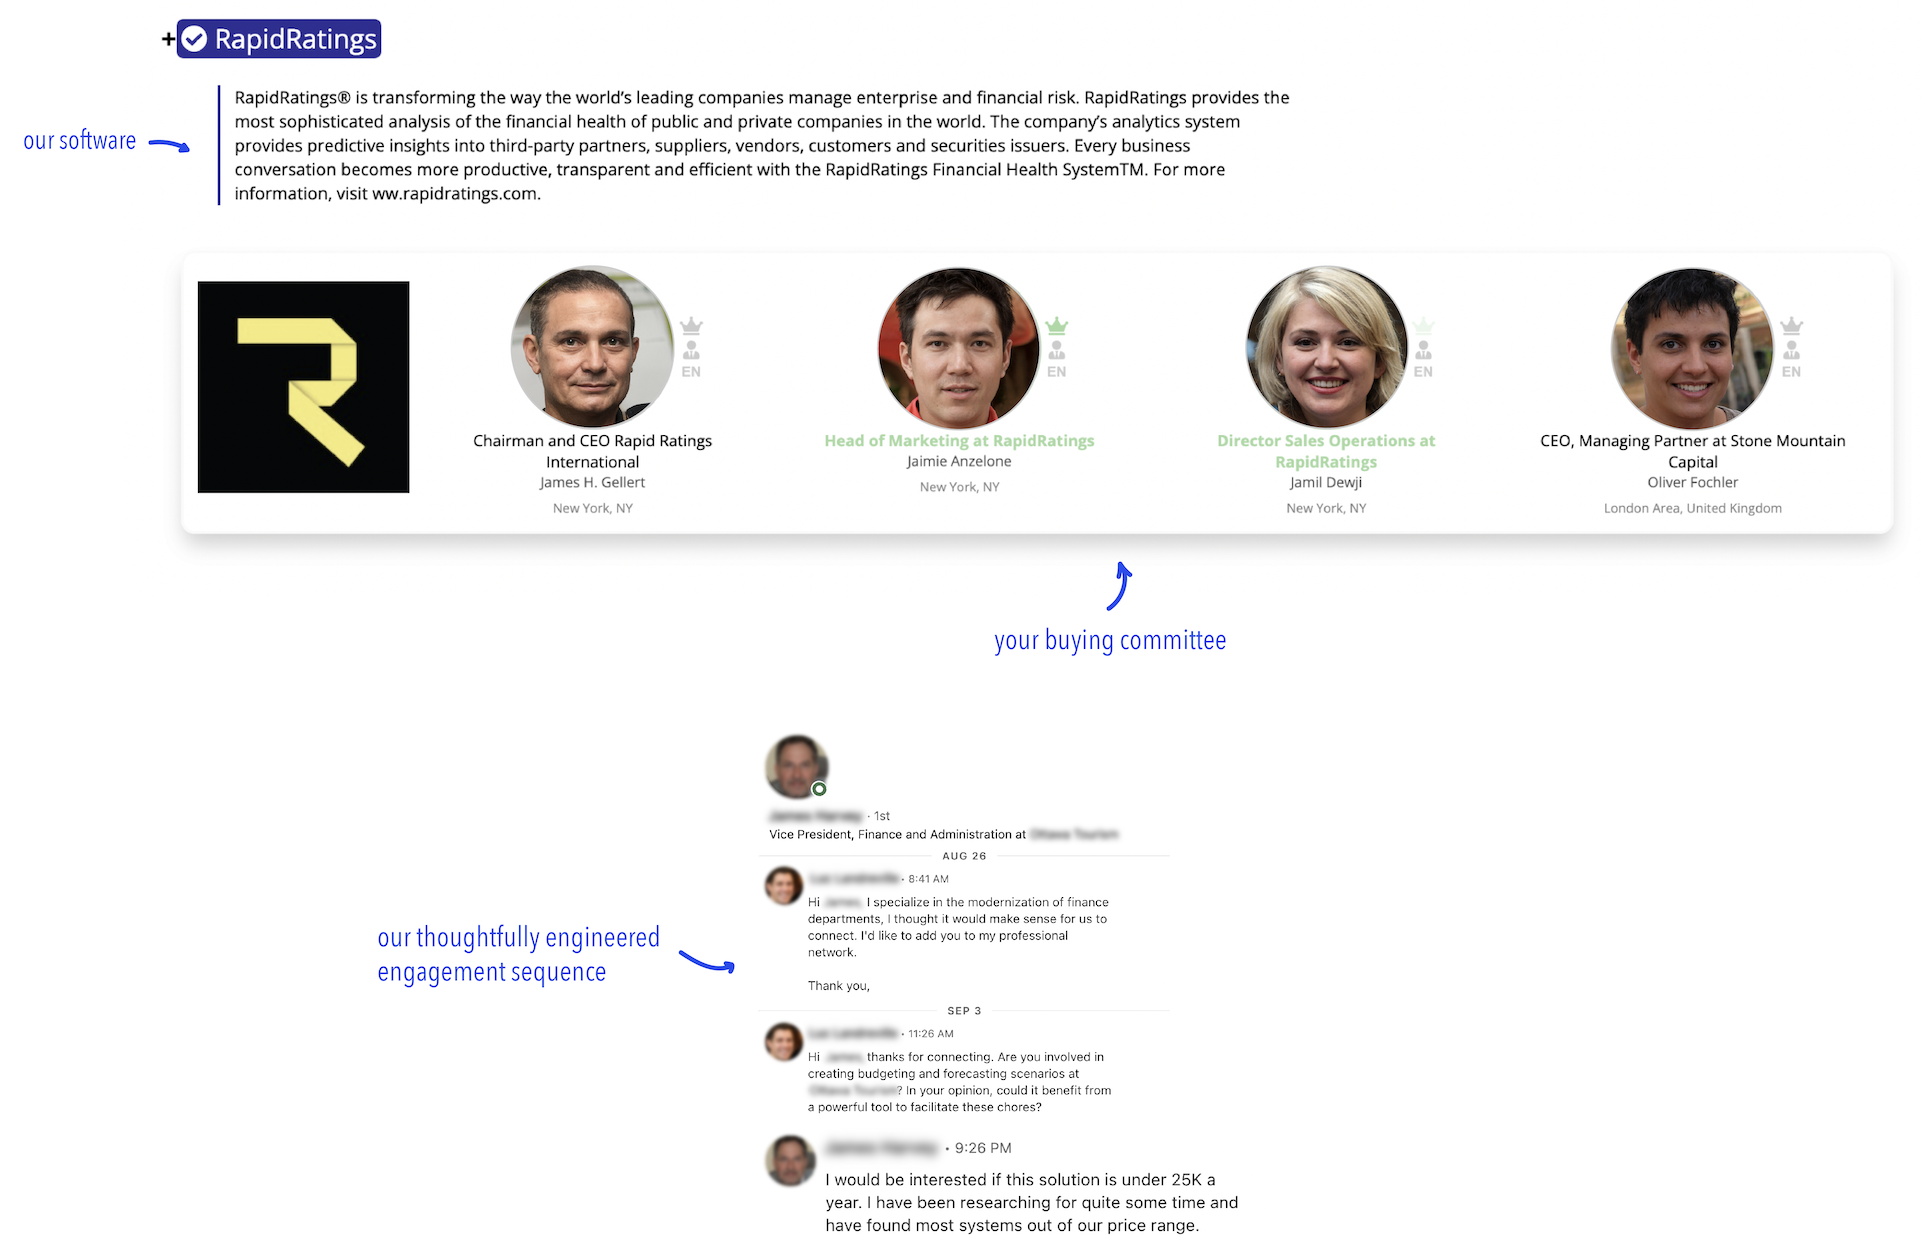 + RapidRatings
RapidRatings® is transforming the way the world's leading companies manage enterprise and financial risk. RapidRatings provides the
most sophisticated analysis of the financial health of public and private companies in the world. The company's analytics system
provides predictive insights into third-party partners, suppliers, vendors, customers and securities issuers. Every business
conversation becomes more productive, transparent and efficient with the RapidRatings Financial Health SystemTM. For more
information, visit ww.rapidratings.com.
our software
EN
Chairman and CEO Rapid Ratings
International
James H. Gellert
New York, NY
EN
Head of Marketing at RapidRatings
Jaimie Anzelone
New York, NY
EN
Director Sales Operations at
RapidRatings
Jamil Dewji
New York, NY
EN
CEO, Managing Partner at Stone Mountain
Capital
Oliver Fochler
London Area, United Kingdom
your buying committee
· 1st
Vice President, Finance and Administration at
AUG 26
• 8:41 AM
Hi I specialize in the modernization of finance
departments, I thought it would make sense for us to
connect. I'd like to add you to my professional
network.
Thank you,
our thoughtfully engineered
engagement sequence
SEP 3
• 11:26 AM
Hi thanks for connecting. Are you involved in
creating budgeting and forecasting scenarios at
? In your opinion, could it benefit from
a powerful tool to facilitate these chores?
• 9:26 PM
I would be interested if this solution is under 25K a
year. I have been researching for quite some time and
have found most systems out of our price range.